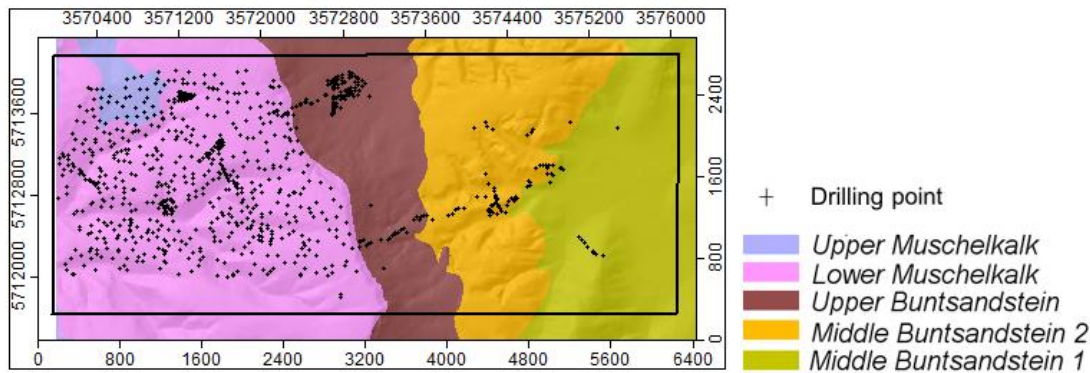 3570400 3571200 3572000 3572800 3573600 3574400 3575200 3576000
5713600
5712800
5712000
2400
1600
800
0
0 800 1600 2400 3200 4000 4800 5600 6400
Drilling point
Upper Muschelkalk
Lower Muschelkalk
Upper Buntsandstein
Middle Buntsandstein 2
Middle Buntsandstein 1